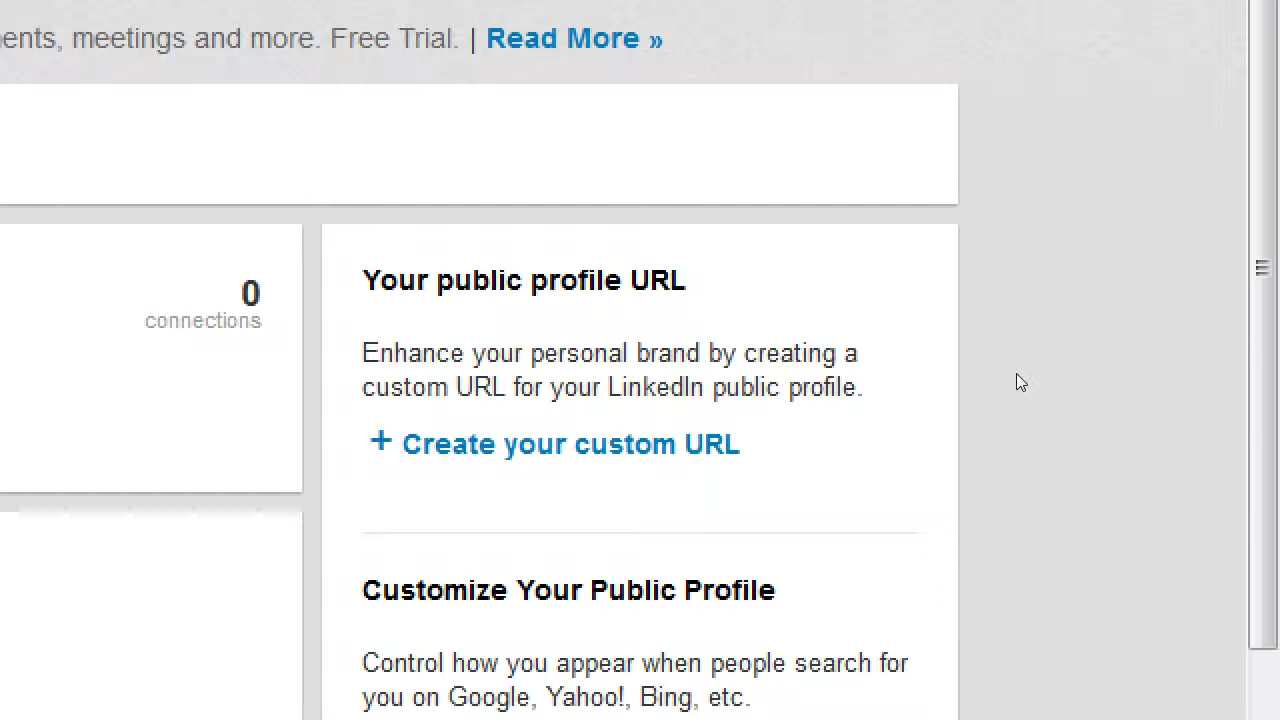 meetings and more. Free Trial. | Read More »
0
connections
Your public profile URL
Enhance your personal brand by creating a
custom URL for your LinkedIn public profile.
+ Create your custom URL
Customize Your Public Profile
Control how you appear when people search for
you on Google, Yahoo!, Bing, etc.